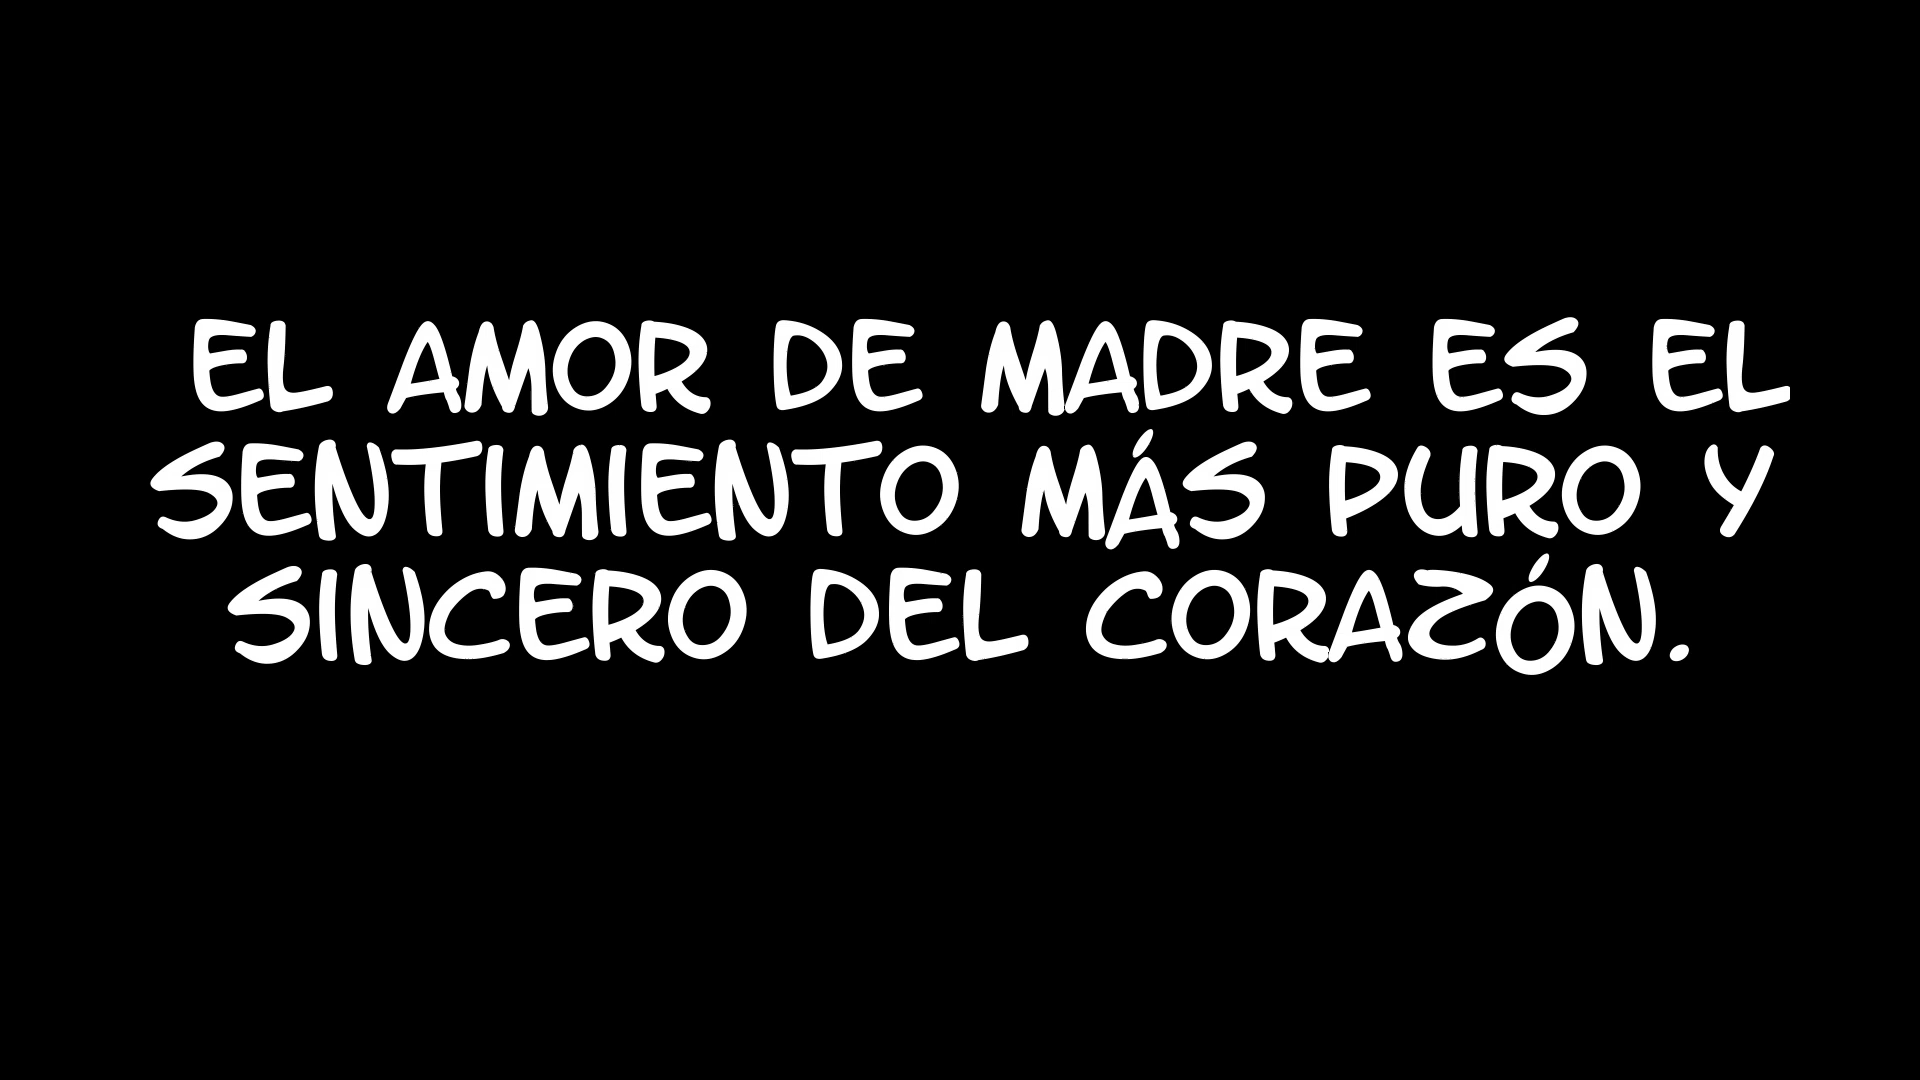 EL AMOR DE MADRE ES EL
SENTIMIENTO MÁS PURO Y
SINCERO DEL CORAZÓN.